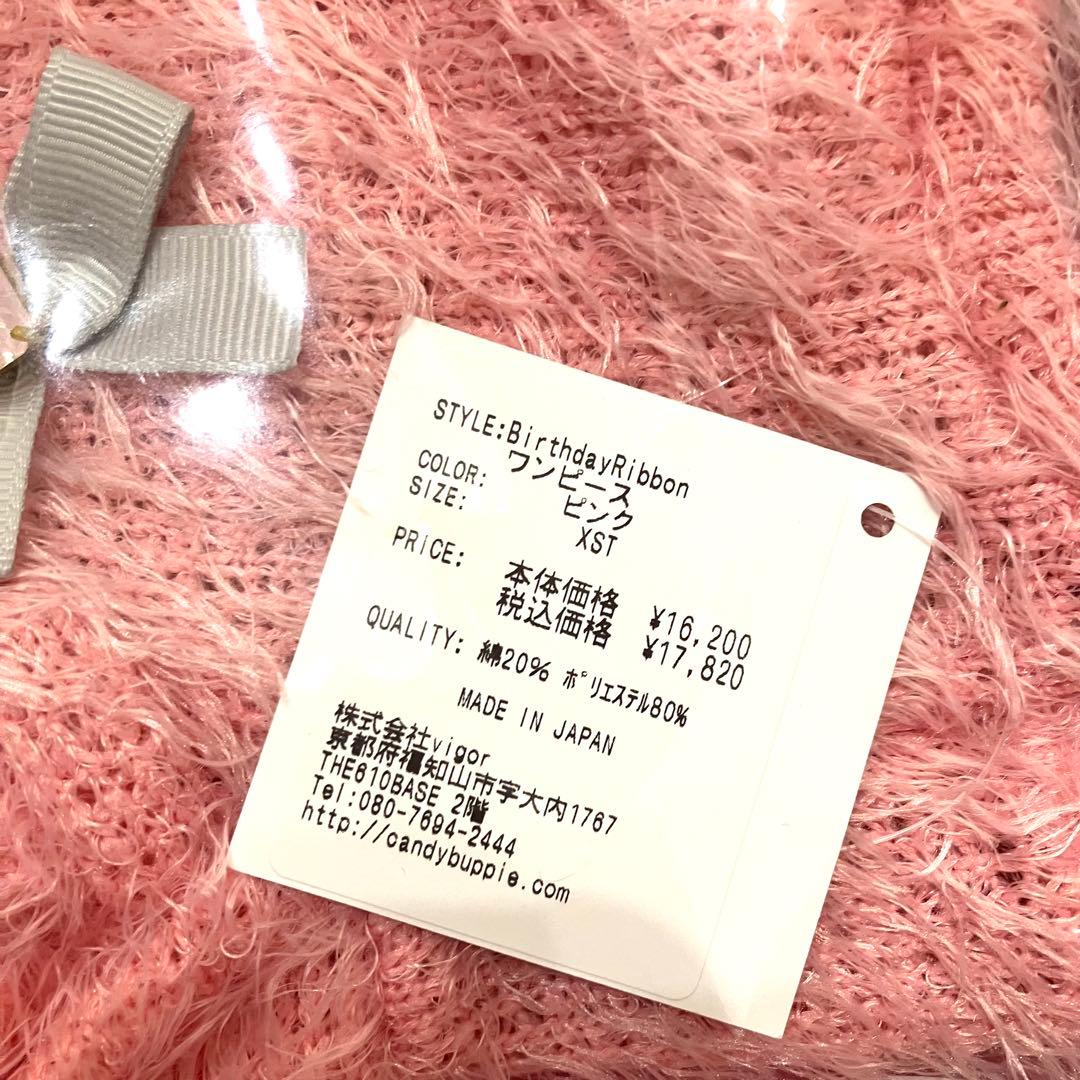 STYLE:BirthdayRibbon
ワンピース
COLOR: ピンク
SIZE: XST
PRICE: 本体価格 ¥16,200
税込価格 ¥17,820
QUALITY: 綿20% ポリエステル80%
MADE IN JAPAN
株式会社vigor
京都府福知山市字大内1767
THE610BASE 2階
Tel:080-7694-2444
http://candybuppie.com